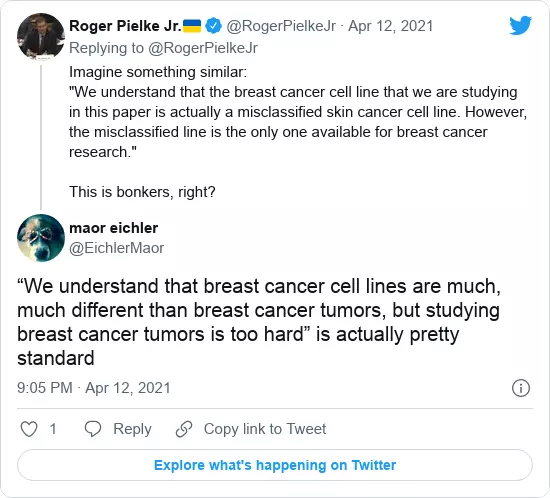 Roger Pielke Jr.🇺🇦 @RogerPielkeJr · Apr 12, 2021
Replying to @RogerPielkeJr
Imagine something similar:
"We understand that the breast cancer cell line that we are studying
in this paper is actually a misclassified skin cancer cell line. However,
the misclassified line is the only one available for breast cancer
research."
This is bonkers, right?
maor eichler
@EichlerMaor
“We understand that breast cancer cell lines are much,
much different than breast cancer tumors, but studying
breast cancer tumors is too hard” is actually pretty
standard
9:05 PM · Apr 12, 2021
1 Reply Copy link to Tweet
Explore what's happening on Twitter